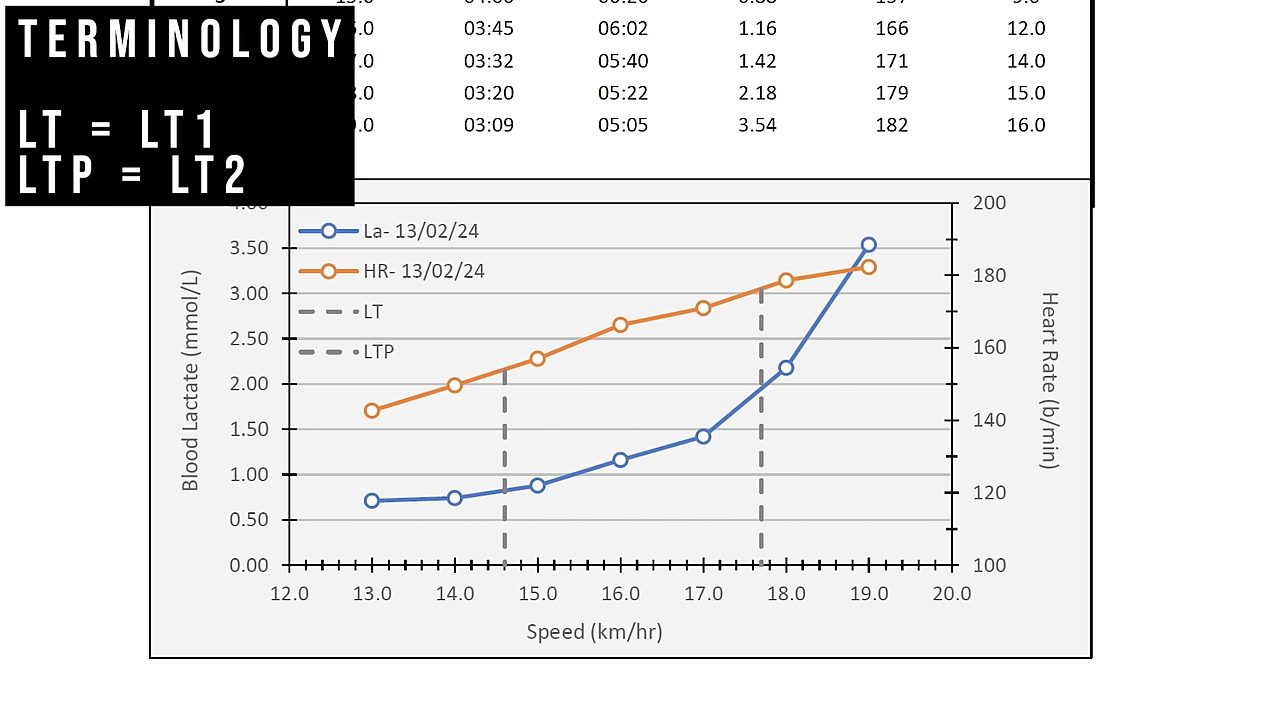 TERMINOLOGY
LT = LT1
LTP = LT2
.0 03:45 06:02 1.16 166 12.0
.0 03:32 05:40 1.42 171 14.0
.0 03:20 05:22 2.18 179 15.0
.0 03:09 05:05 3.54 182 16.0
La- 13/02/24
HR- 13/02/24
LT
LTP
Blood Lactate (mmol/L)
3.50
3.00
2.50
2.00
1.50
1.00
0.50
0.00
200
180
160
140
120
100
Heart Rate (b/min)
12.0 13.0 14.0 15.0 16.0 17.0 18.0 19.0 20.0
Speed (km/hr)